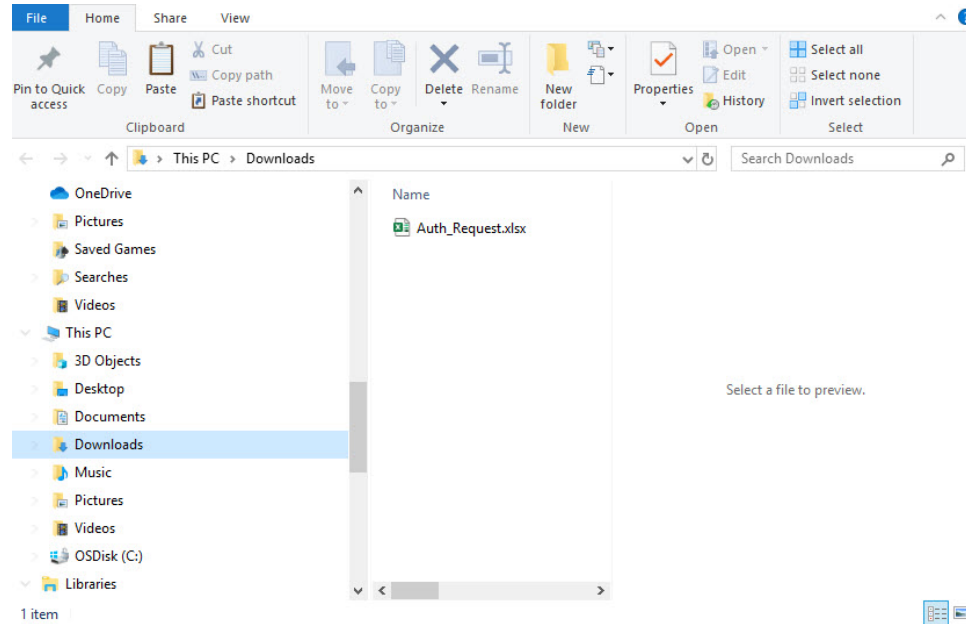 File Home Share View
Pin to Quick access
Copy
Paste
Cut
Copy path
Paste shortcut
Clipboard
Move to
Copy to
Delete
Rename
Organize
New folder
New
Properties
Open
Edit
History
Open
Select all
Select none
Invert selection
Select
This PC > Downloads
Search Downloads
OneDrive
Pictures
Saved Games
Searches
Videos
This PC
3D Objects
Desktop
Documents
Downloads
Music
Pictures
Videos
OSDisk (C:)
Libraries
Name
Auth_Request.xlsx
Select a file to preview.
1 item